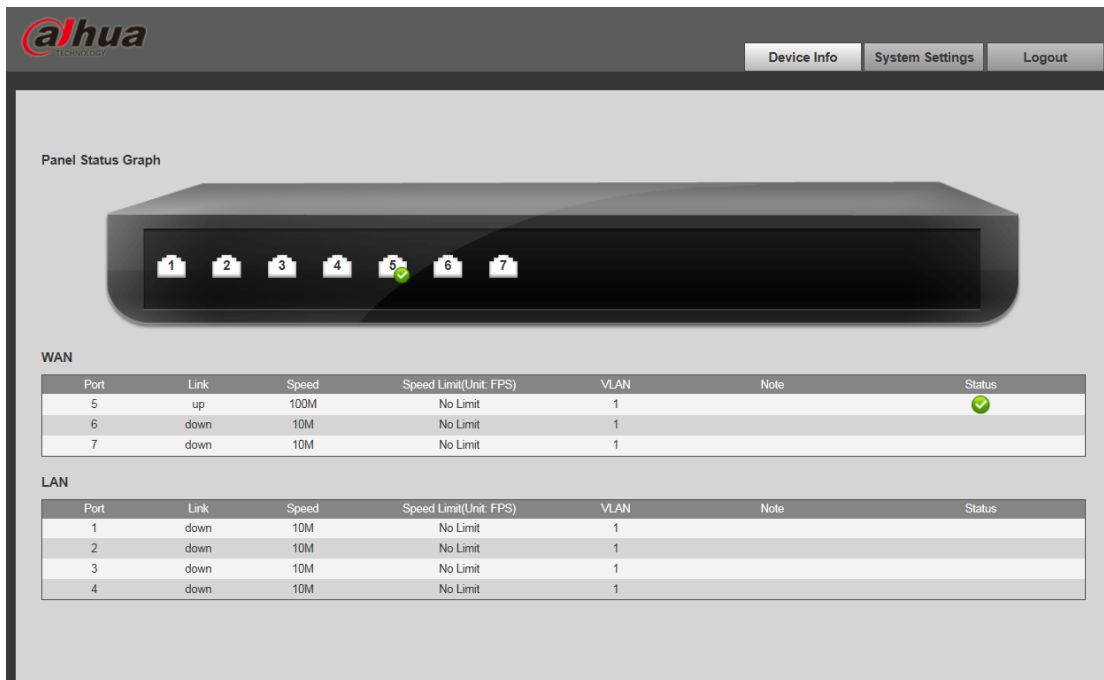 alhua
TECHNOLOGY
Device Info System Settings Logout
Panel Status Graph
1 2 3 4 5 6 7
WAN
Port Link Speed Speed Limit(Unit: FPS) VLAN Note Status
5 up 100M No Limit 1
6 down 10M No Limit 1
7 down 10M No Limit 1
LAN
Port Link Speed Speed Limit(Unit: FPS) VLAN Note Status
1 down 10M No Limit 1
2 down 10M No Limit 1
3 down 10M No Limit 1
4 down 10M No Limit 1